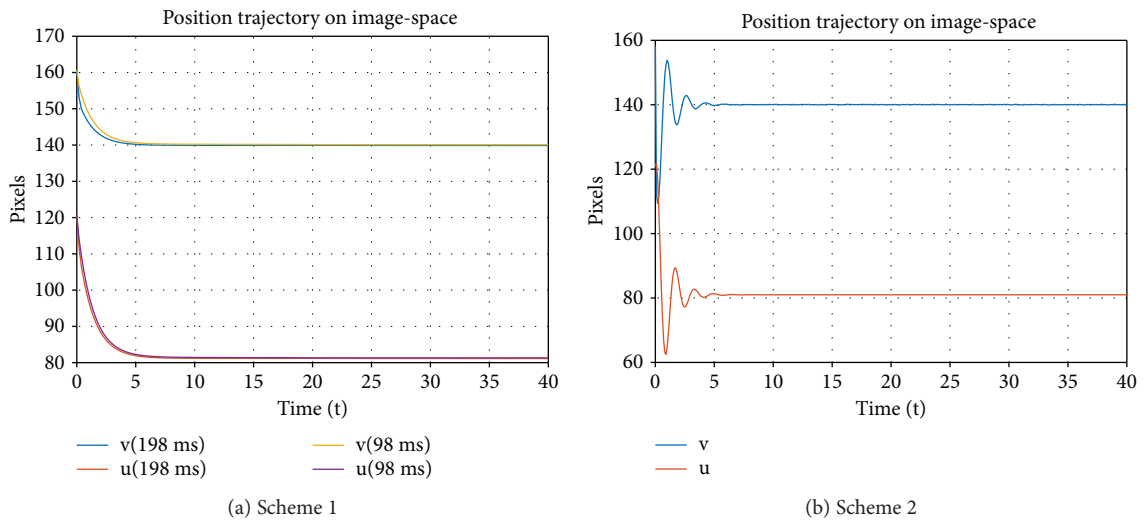 Position trajectory on image-space
170
160
150
140
130
120
110
100
90
80
Pixels
0 5 10 15 20 25 30 35 40
Time (t)
v(198 ms) v(98 ms)
u(198 ms) u(98 ms)
(a) Scheme 1
Position trajectory on image-space
160
140
120
100
80
60
Pixels
0 5 10 15 20 25 30 35 40
Time (t)
v
u
(b) Scheme 2